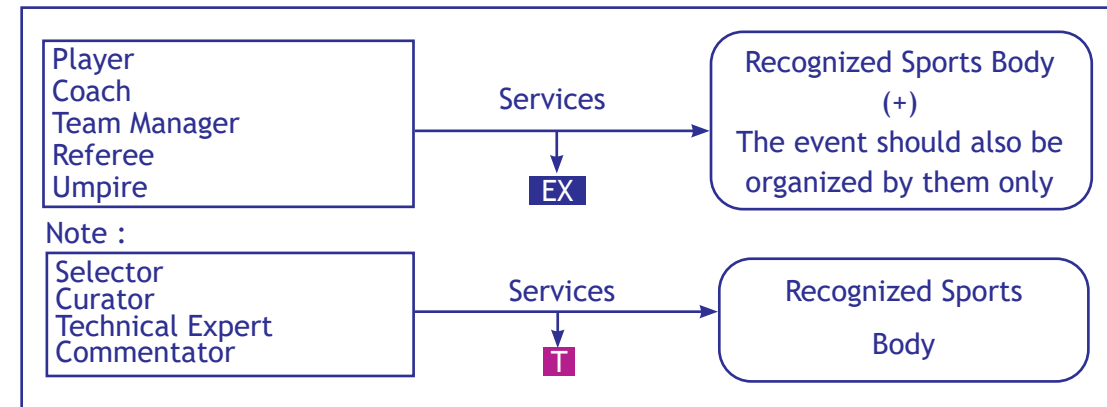 Player
Coach
Team Manager
Referee
Umpire
Services
EX
Recognized Sports Body
(+)
The event should also be
organized by them only
Note :
Selector
Curator
Technical Expert
Commentator
Services
T
Recognized Sports
Body